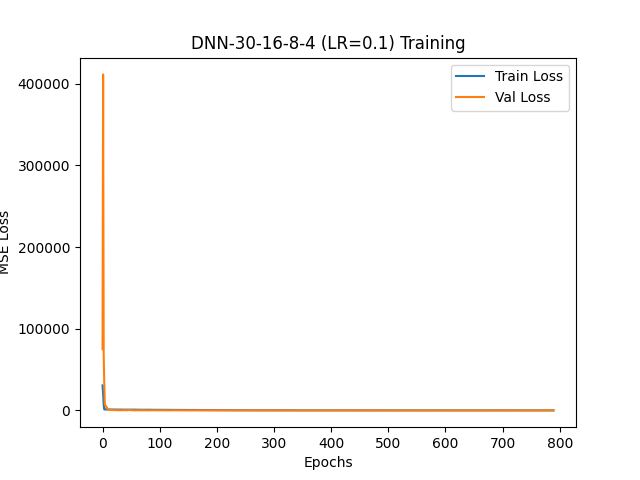 DNN-30-16-8-4 (LR=0.1) Training
Train Loss
Val Loss
400000
300000
200000
100000
0
MSE Loss
0 100 200 300 400 500 600 700 800
Epochs